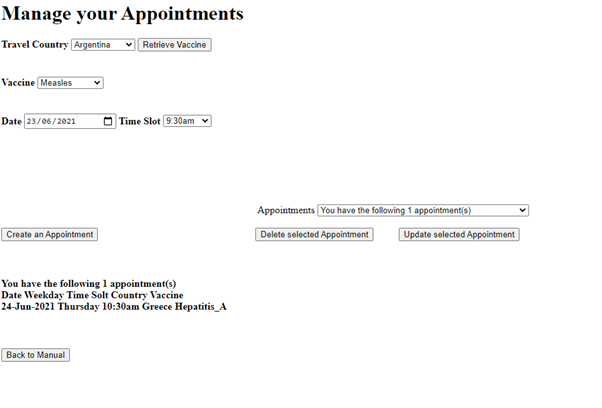 Manage your Appointments
Travel Country Argentina Retrieve Vaccine
Vaccine Measles
Date 23/06/2021 Time Slot 9:30am
Appointments You have the following 1 appointment(s)
Create an Appointment Delete selected Appointment Update selected Appointment
You have the following 1 appointment(s)
Date Weekday Time Solt Country Vaccine
24-Jun-2021 Thursday 10:30am Greece Hepatitis_A
Back to Manual